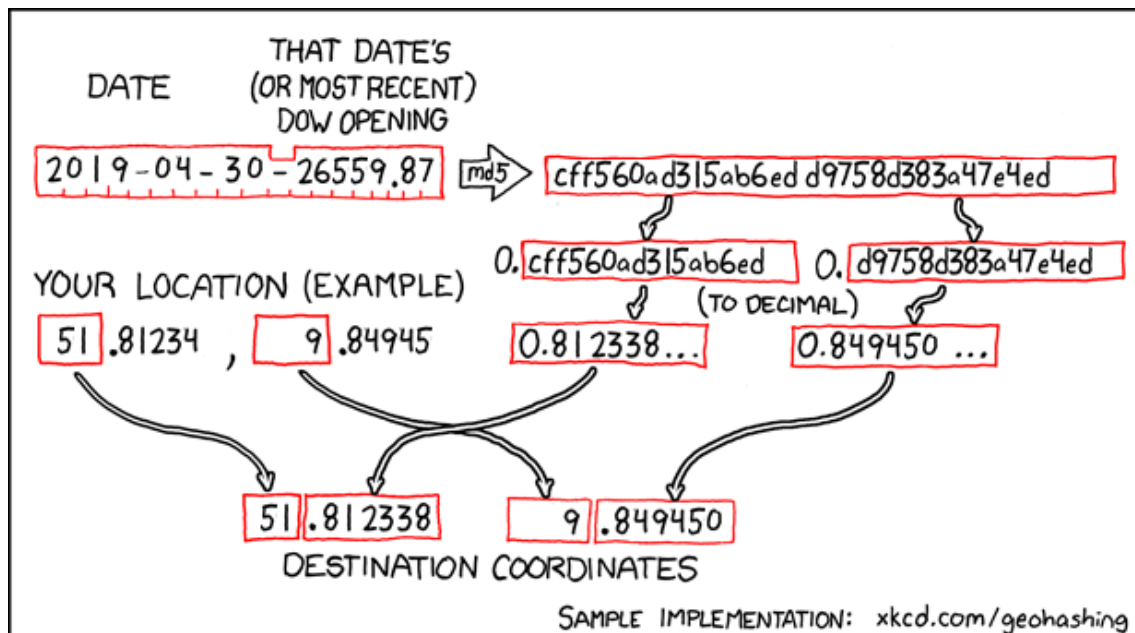 DATE
THAT DATE'S
(OR MOST RECENT)
DOW OPENING
2019-04-30-26559.87
md5
cff560ad315ab6ed d9758d383a47e4ed
0. cff560ad315ab6ed
0. d9758d383a47e4ed
YOUR LOCATION (EXAMPLE)
(TO DECIMAL)
51.81234, 9.84945
0.812338...
0.849450 ...
51.812338
9.849450
DESTINATION COORDINATES
SAMPLE IMPLEMENTATION: xkcd.com/geohashing